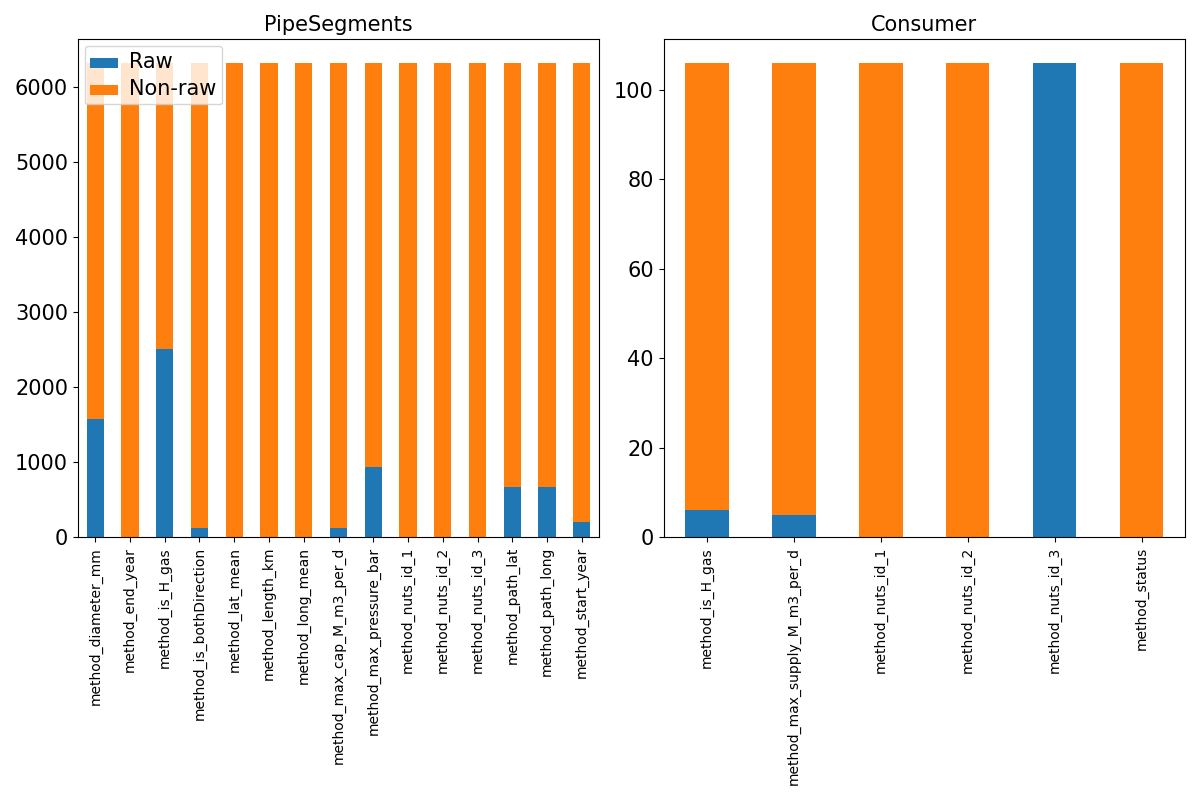 PipeSegments
Raw
Non-raw
6000
5000
4000
3000
2000
1000
0
method_diameter_mm
method_end_year
method_is_H_gas
method_is_bothDirection
method_lat_mean
method_length_km
method_long_mean
method_max_cap_M_m3_per_d
method_max_pressure_bar
method_nuts_id_1
method_nuts_id_2
method_nuts_id_3
method_path_lat
method_path_long
method_start_year
Consumer
100
80
60
40
20
0
method_is_H_gas
method_max_supply_M_m3_per_d
method_nuts_id_1
method_nuts_id_2
method_nuts_id_3
method_status